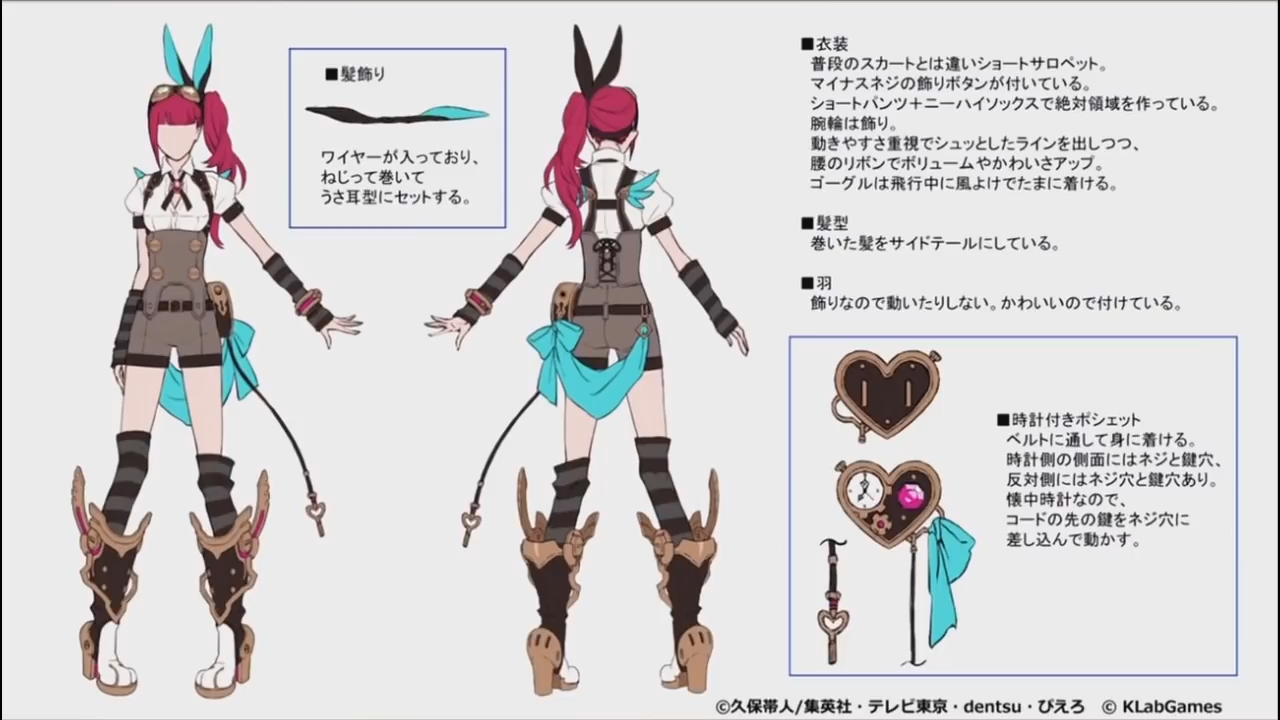 ■髪飾り
ワイヤーが入っており、
ねじって巻いて
うさ耳型にセットする。
■衣装
普段のスカートとは違いショートサロペット。
マイナスネジの飾りボタンが付いている。
ショートパンツ＋ニーハイソックスで絶対領域を作っている。
腕輪は飾り。
動きやすさ重視でシュッとしたラインを出しつつ、
腰のリボンでボリュームやかわいさアップ。
ゴーグルは飛行中に風よけでたまに着ける。
■髪型
巻いた髪をサイドテールにしている。
■羽
飾りなので動いたりしない。かわいいので付けている。
■時計付きポシェット
ベルトに通して身に着ける。
時計側の側面にはネジと鍵穴、
反対側にはネジ穴と鍵穴あり。
懐中時計なので、
コードの先の鍵をネジ穴に
差し込んで動かす。
©久保帯人/集英社・テレビ東京・dentsu・ぴえろ © KLabGames